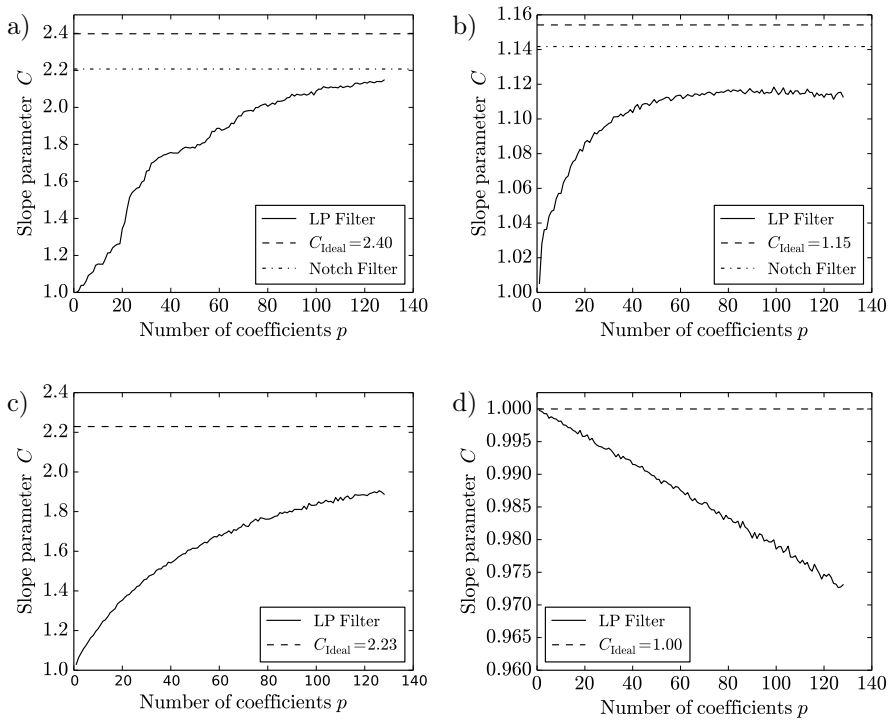 a)
2.4
2.2
2.0
1.8
1.6
1.4
1.2
1.0
Slope parameter C
LP Filter
C_Ideal = 2.40
Notch Filter
0 20 40 60 80 100 120 140
Number of coefficients p
b)
1.16
1.14
1.12
1.10
1.08
1.06
1.04
1.02
1.00
Slope parameter C
LP Filter
C_Ideal = 1.15
Notch Filter
0 20 40 60 80 100 120 140
Number of coefficients p
c)
2.4
2.2
2.0
1.8
1.6
1.4
1.2
1.0
Slope parameter C
LP Filter
C_Ideal = 2.23
0 20 40 60 80 100 120 140
Number of coefficients p
d)
1.000
0.995
0.990
0.985
0.980
0.975
0.970
0.965
0.960
Slope parameter C
LP Filter
C_Ideal = 1.00
0 20 40 60 80 100 120 140
Number of coefficients p